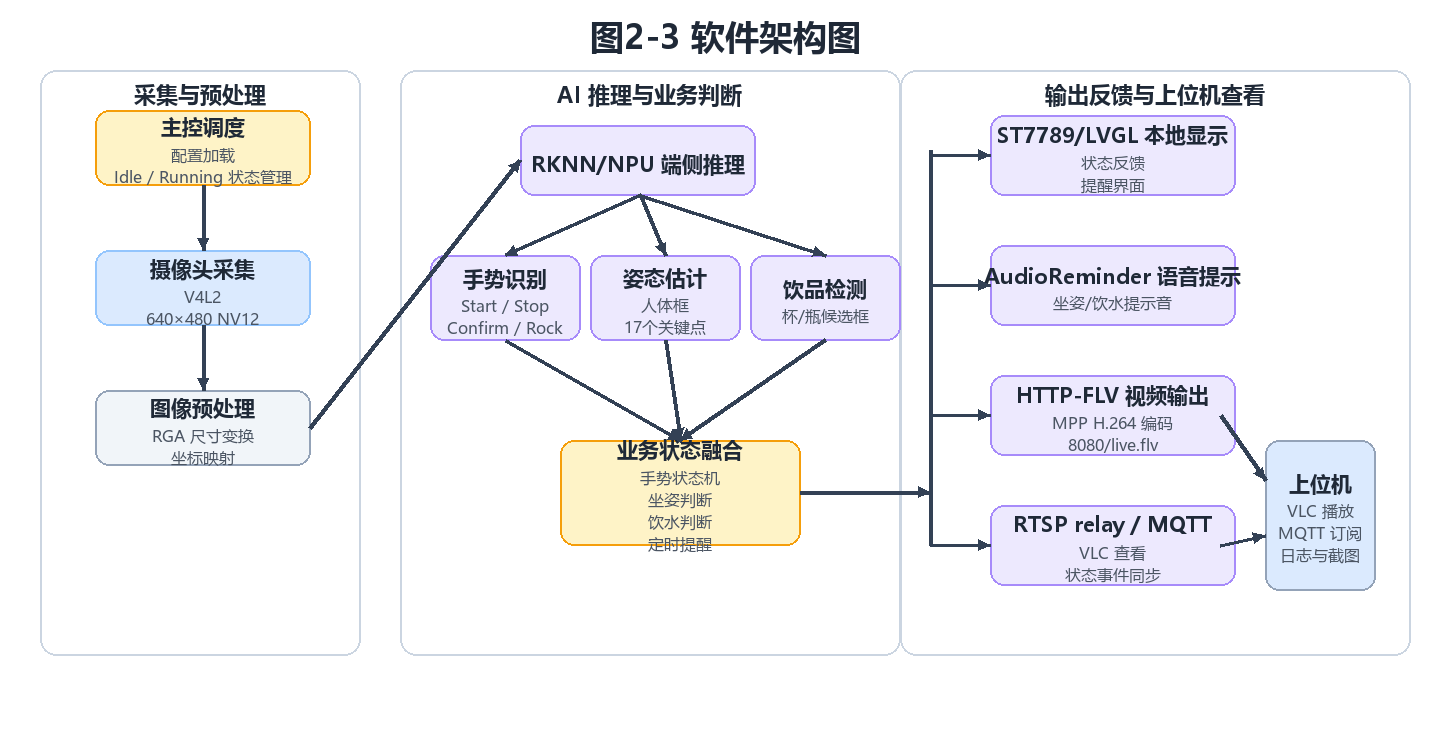 图2-3 软件架构图
采集与预处理
主控调度
配置加载
Idle / Running 状态管理
摄像头采集
V4L2
640×480 NV12
图像预处理
RGA 尺寸变换
坐标映射
AI 推理与业务判断
RKNN/NPU 端侧推理
手势识别
Start / Stop
Confirm / Rock
姿态估计
人体框
17个关键点
饮品检测
杯/瓶候选框
业务状态融合
手势状态机
坐姿判断
饮水判断
定时提醒
输出反馈与上位机查看
ST7789/LVGL 本地显示
状态反馈
提醒界面
AudioReminder 语音提示
坐姿/饮水提示音
HTTP-FLV 视频输出
MPP H.264 编码
8080/live.flv
RTSP relay / MQTT
VLC 查看
状态事件同步
上位机
VLC 播放
MQTT 订阅
日志与截图